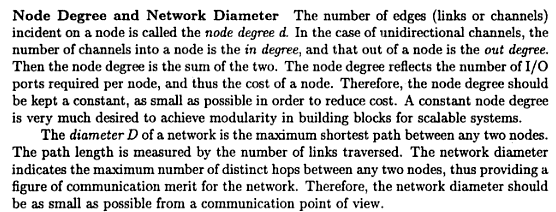 Node Degree and Network Diameter The number of edges (links or channels)
incident on a node is called the node degree d. In the case of unidirectional channels, the
number of channels into a node is the in degree, and that out of a node is the out degree.
Then the node degree is the sum of the two. The node degree reflects the number of I/O
ports required per node, and thus the cost of a node. Therefore, the node degree should
be kept a constant, as small as possible in order to reduce cost. A constant node degree
is very much desired to achieve modularity in building blocks for scalable systems.
The diameter D of a network is the maximum shortest path between any two nodes.
The path length is measured by the number of links traversed. The network diameter
indicates the maximum number of distinct hops between any two nodes, thus providing a
figure of communication merit for the network. Therefore, the network diameter should
be as small as possible from a communication point of view.